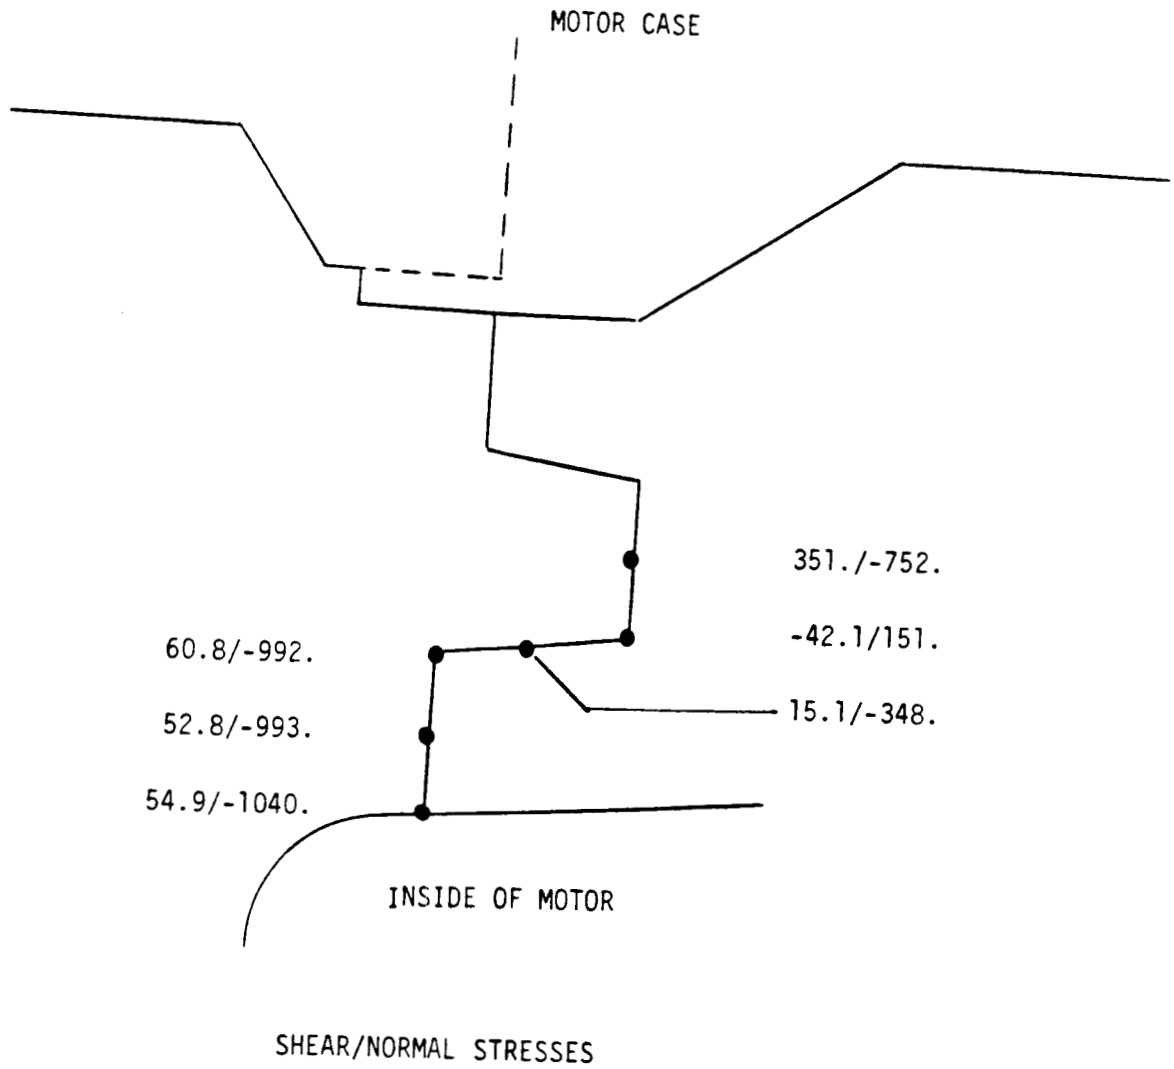 MOTOR CASE
351./-752.
-42.1/151.
60.8/-992.
15.1/-348.
52.8/-993.
54.9/-1040.
INSIDE OF MOTOR
SHEAR/NORMAL STRESSES